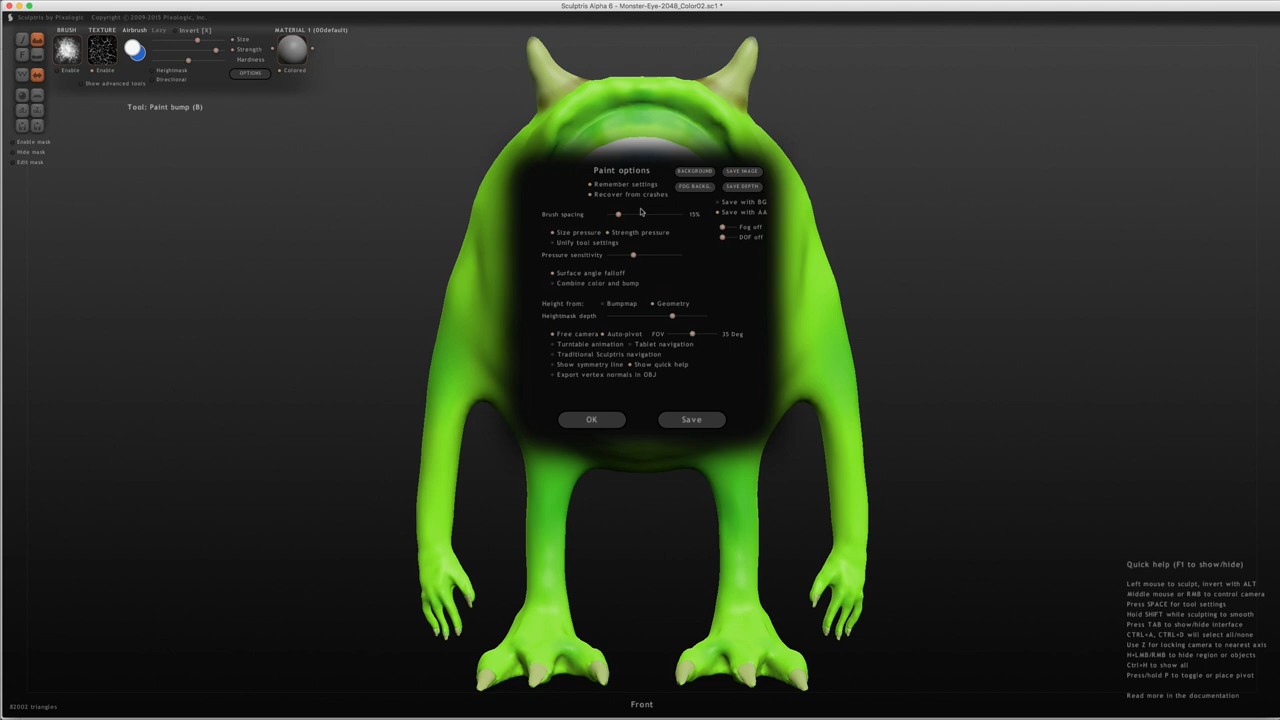 Sculptris Alpha 6 - Monster-Eye-2048_Color02.sc1 *
Sculptris by Pixologic Copyright © 2009-2015 Pixologic, Inc.
BRUSH TEXTURE Airbrush Lazy Invert [X] MATERIAL 1 (00default)
Size
Strength
Hardness
Enable Enable Heightmask OPTIONS Colored
Directional
Show advanced tools
Tool: Paint bump (B)
Enable mask
Hide mask
Edit mask
Paint options BACKGROUND SAVE IMAGE
Remember settings FOG BACKG. SAVE DEPTH
Recover from crashes
Save with BG
Save with AA
Brush spacing 15%
Fog off
DOF off
Size pressure Strength pressure
Unify tool settings
Pressure sensitivity
Surface angle falloff
Combine color and bump
Height from: Bumpmap Geometry
Heightmask depth
Free camera Auto-pivot FOV 35 Deg
Turntable animation Tablet navigation
Traditional Sculptris navigation
Show symmetry line Show quick help
Export vertex normals in OBJ
OK Save
Quick help (F1 to show/hide)
Left mouse to sculpt, invert with ALT
Middle mouse or RMB to control camera
Press SPACE for tool settings
Hold SHIFT while sculpting to smooth
Press TAB to show/hide interface
CTRL+A, CTRL+D will select all/none
Use Z for locking camera to nearest axis
H+LMB/RMB to hide region or objects
Ctrl+H to show all
Press/hold P to toggle or place pivot
Read more in the documentation
82002 triangles
Front